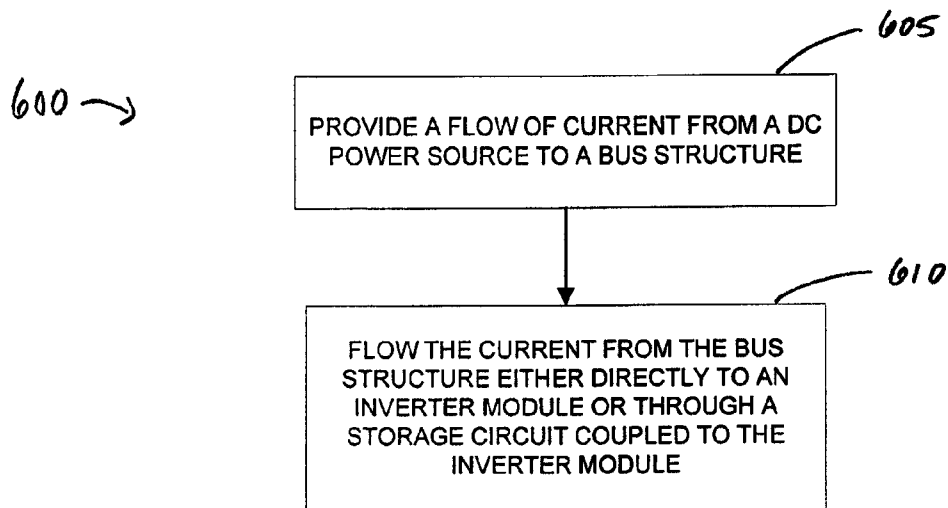 605
600
PROVIDE A FLOW OF CURRENT FROM A DC
POWER SOURCE TO A BUS STRUCTURE
610
FLOW THE CURRENT FROM THE BUS
STRUCTURE EITHER DIRECTLY TO AN
INVERTER MODULE OR THROUGH A
STORAGE CIRCUIT COUPLED TO THE
INVERTER MODULE